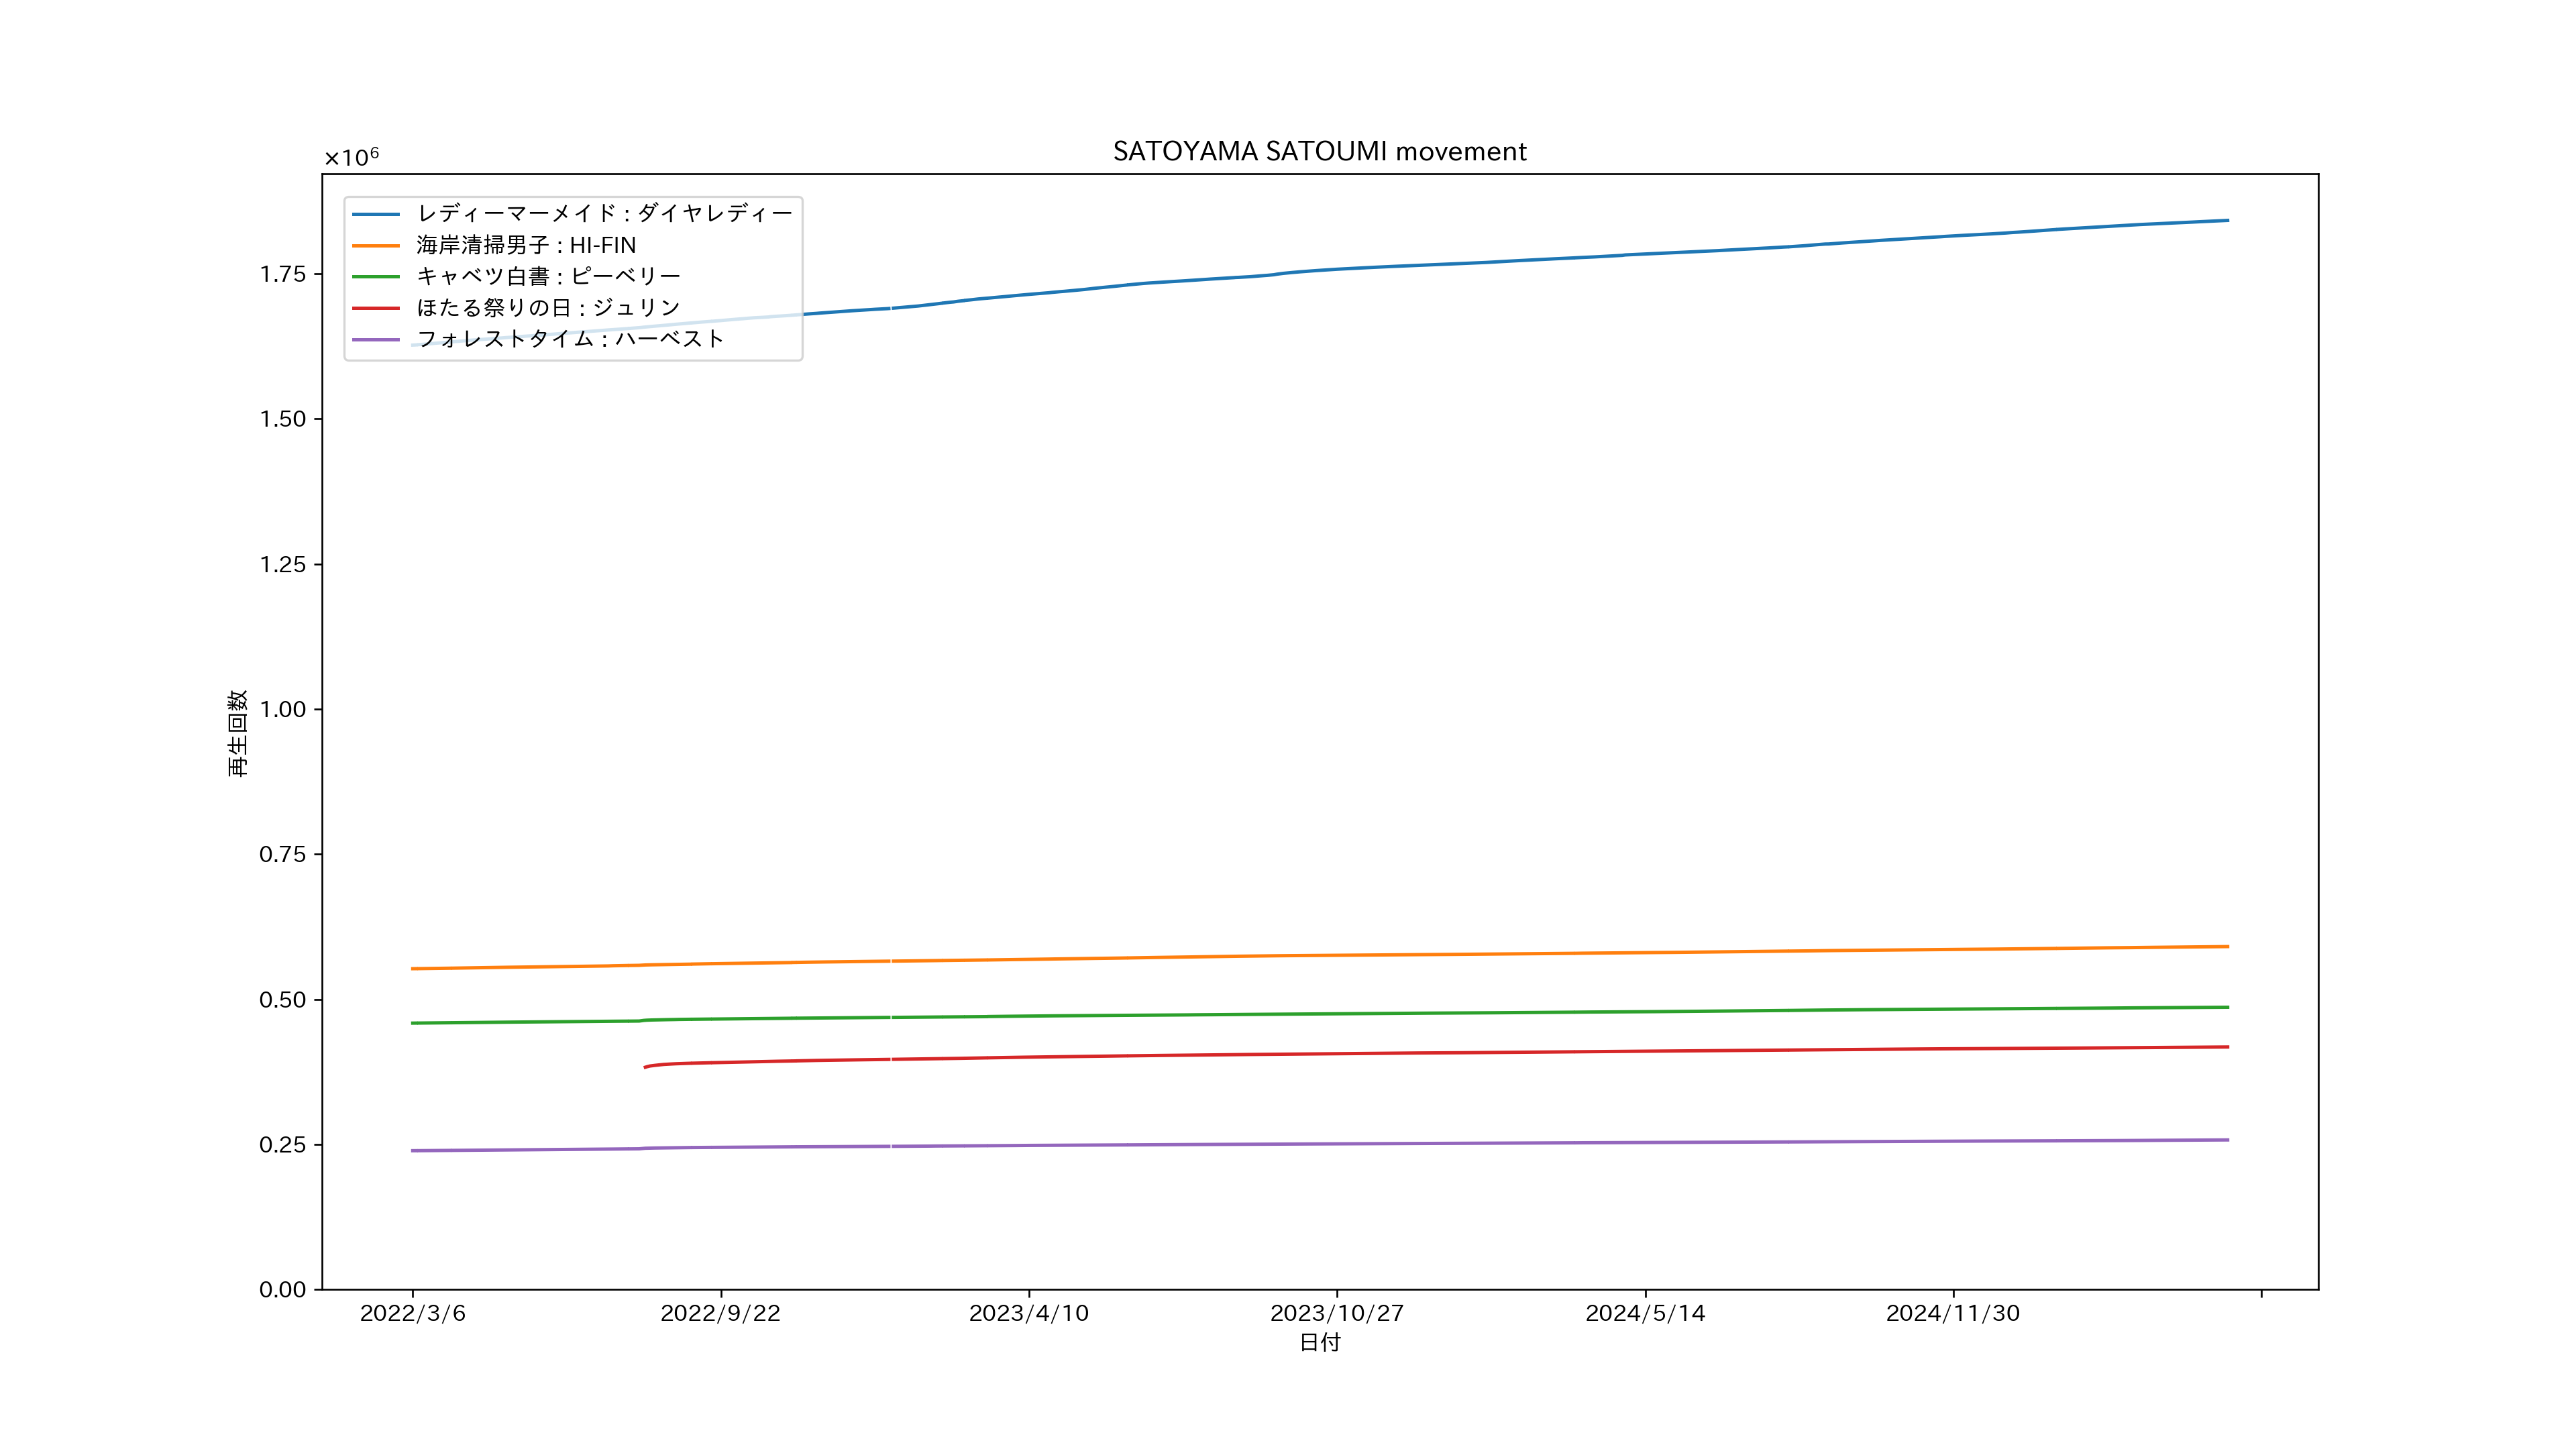 SATOYAMA SATOUMI movement
×10⁶
レディーマーメイド : ダイヤレディー
海岸清掃男子 : HI-FIN
キャベツ白書 : ピーベリー
ほたる祭りの日 : ジュリン
フォレストタイム : ハーベスト
1.75
1.50
1.25
1.00
0.75
0.50
0.25
0.00
再生回数
2022/3/6
2022/9/22
2023/4/10
2023/10/27
2024/5/14
2024/11/30
日付